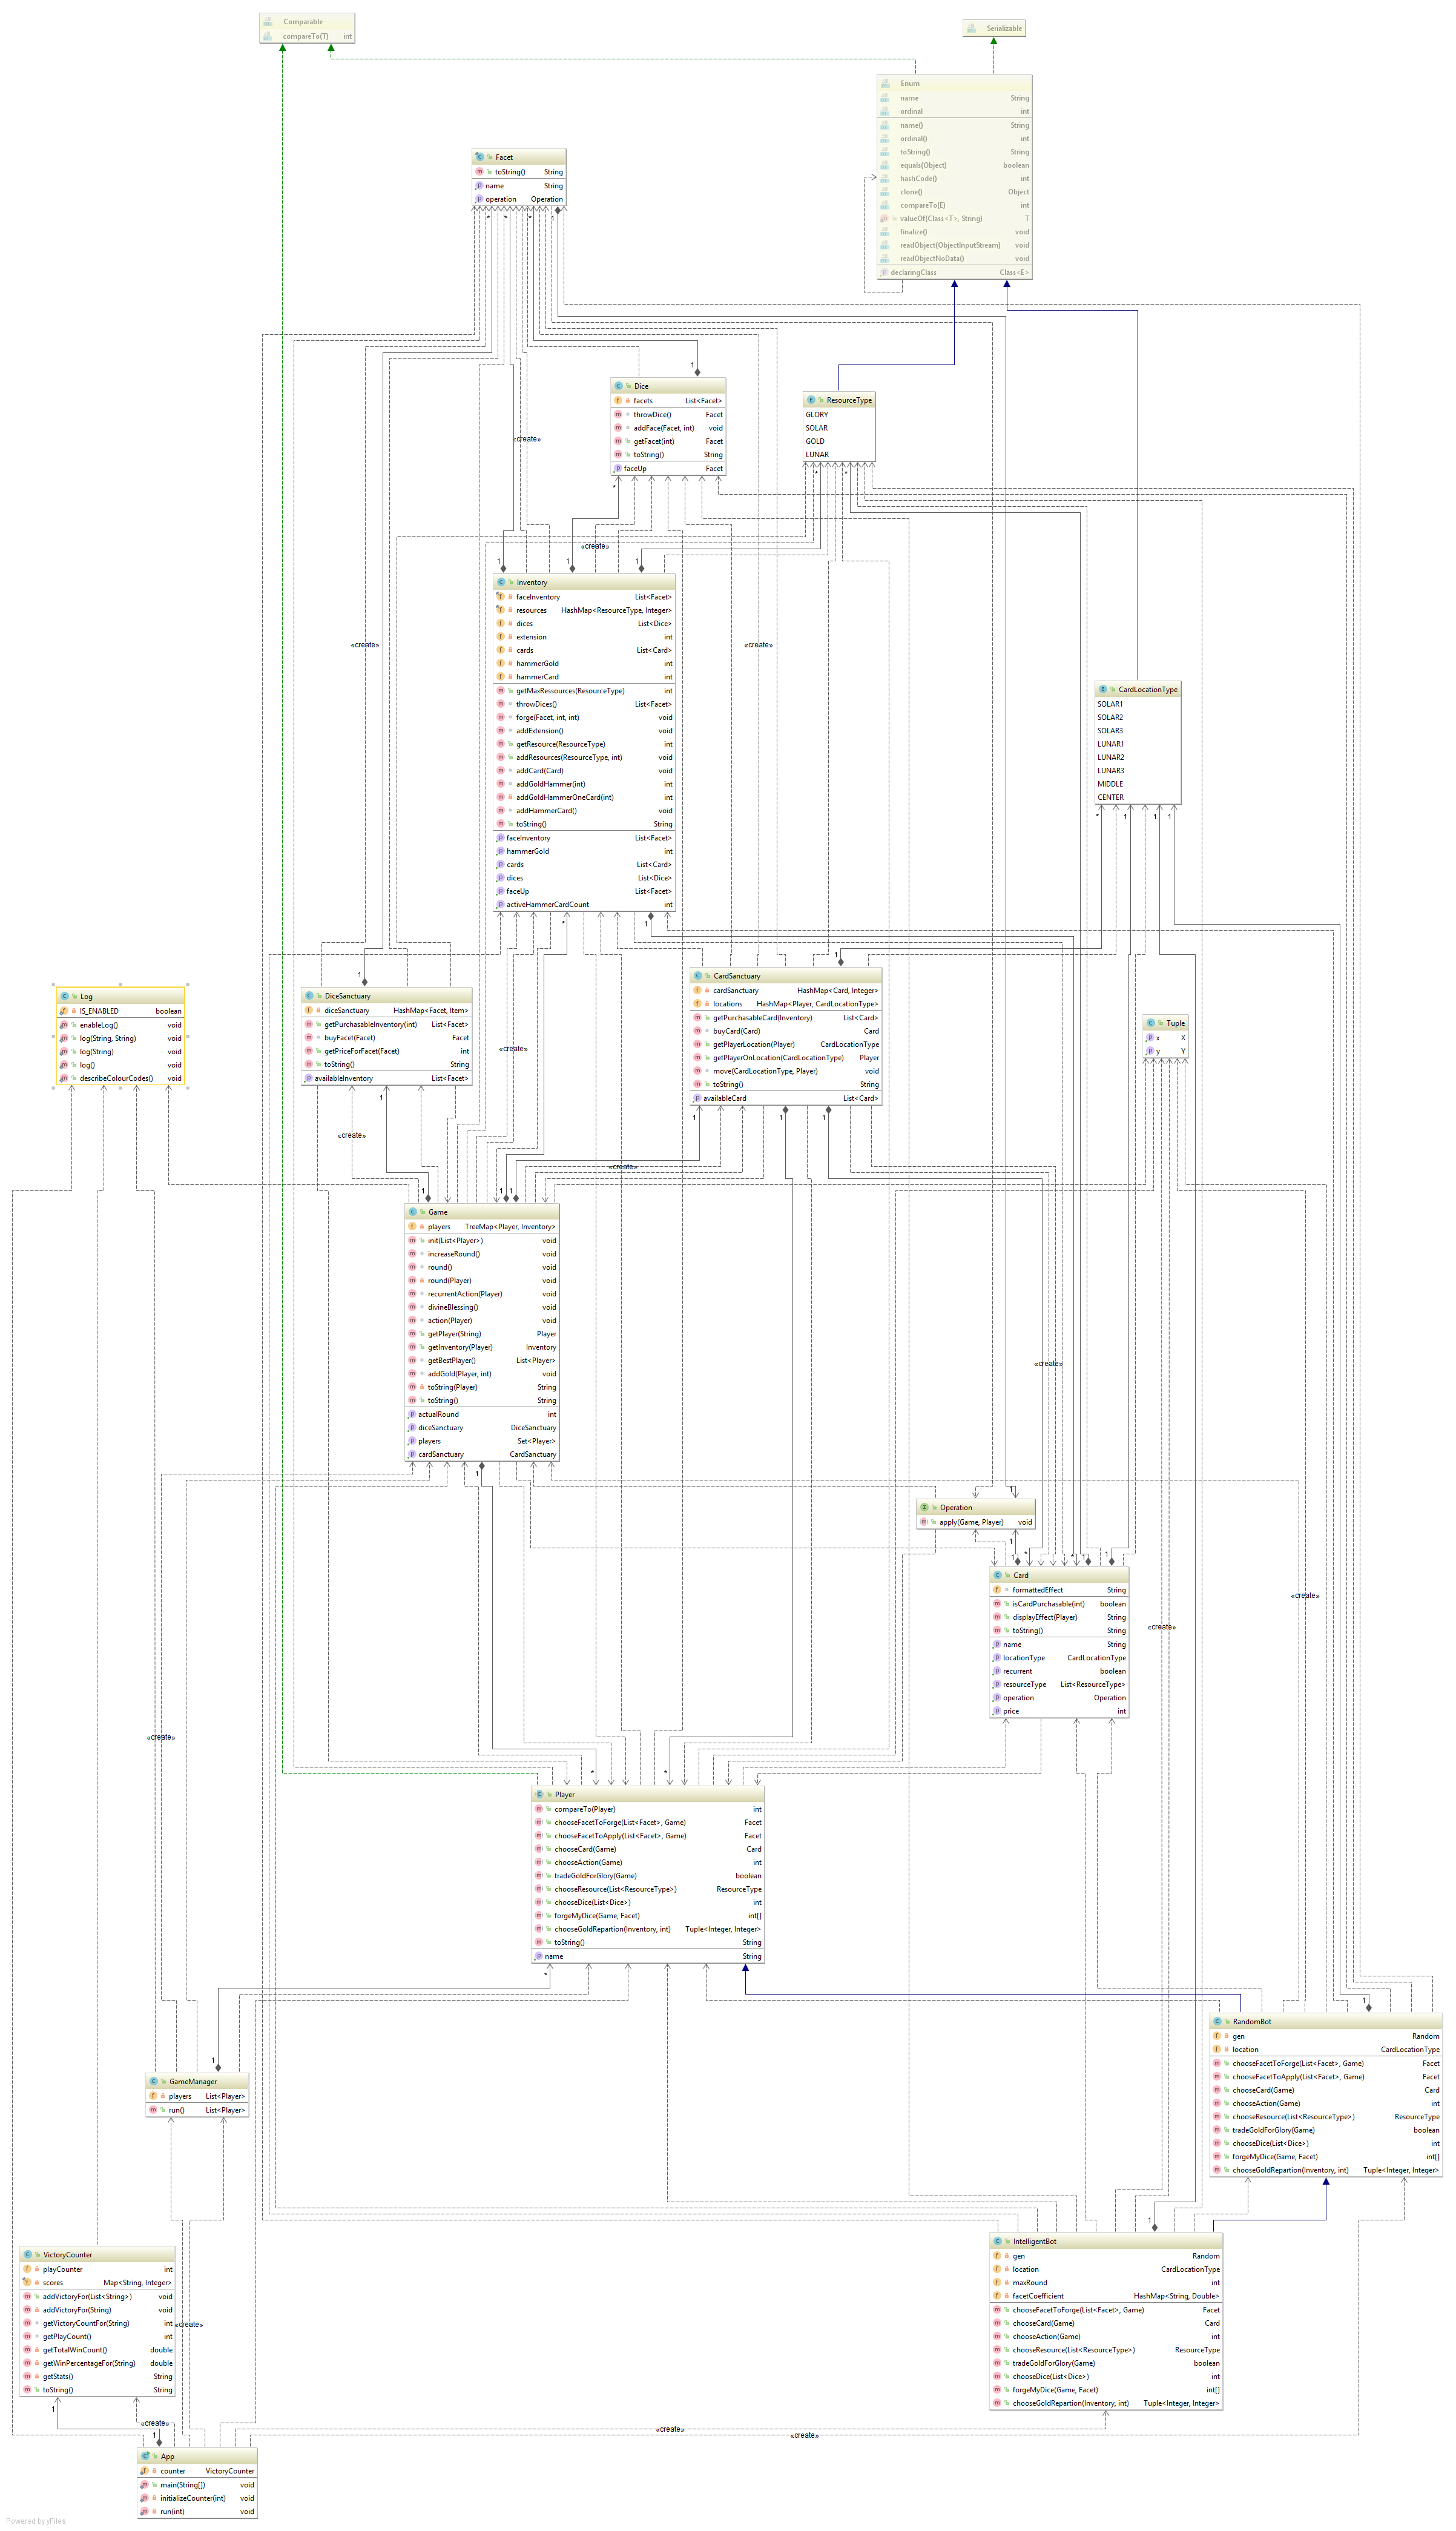 Comparable
compareTo(T) int
Serializable
Enum
name String
ordinal int
name() String
ordinal() int
toString() String
equals(Object) boolean
hashCode() int
clone() Object
compareTo(E) int
valueOf(Class<T>, String) T
finalize() void
readObject(ObjectInputStream) void
readObjectNoData() void
declaringClass Class<E>
Facet
toString() String
name String
operation Operation
Dice
facets List<Facet>
throwDice() Facet
addFace(Facet, int) void
getFacet(int) Facet
toString() String
faceUp Facet
ResourceType
GLORY
SOLAR
GOLD
LUNAR
«create»
«create»
Inventory
faceInventory List<Facet>
resources HashMap<ResourceType, Integer>
dices List<Dice>
extension int
cards List<Card>
hammerGold int
hammerCard int
getMaxRessources(ResourceType) int
throwDices() List<Facet>
forge(Facet, int, int) void
addExtension() void
getResource(ResourceType) int
addResources(ResourceType, int) void
addCard(Card) void
addGoldHammer(int) int
addGoldHammerOneCard(int) int
addHammerCard() void
toString() String
faceInventory List<Facet>
hammerGold int
cards List<Card>
dices List<Dice>
faceUp List<Facet>
activeHammerCardCount int
«create»
«create»
CardLocationType
SOLAR1
SOLAR2
SOLAR3
LUNAR1
LUNAR2
LUNAR3
MIDDLE
CENTER
CardSanctuary
cardSanctuary HashMap<Card, Integer>
locations HashMap<Player, CardLocationType>
getPurchasableCard(Inventory) List<Card>
buyCard(Card) Card
getPlayerLocation(Player) CardLocationType
getPlayerOnLocation(CardLocationType) Player
move(CardLocationType, Player) void
toString() String
availableCard List<Card>
DiceSanctuary
diceSanctuary HashMap<Facet, Item>
getPurchasableInventory(int) List<Facet>
buyFacet(Facet) Facet
getPriceForFacet(Facet) int
toString() String
availableInventory List<Facet>
Log
IS_ENABLED boolean
enableLog() void
log(String, String) void
log(String) void
log() void
describeColourCodes() void
Tuple
x X
y Y
«create»
«create»
«create»
Game
players TreeMap<Player, Inventory>
init(List<Player>) void
increaseRound() void
round() void
round(Player) void
recurrentAction(Player) void
divineBlessing() void
action(Player) void
getPlayer(String) Player
getInventory(Player) Inventory
getBestPlayer() List<Player>
addGold(Player, int) void
toString(Player) String
toString() String
actualRound int
diceSanctuary DiceSanctuary
players Set<Player>
cardSanctuary CardSanctuary
«create»
Operation
apply(Game, Player) void
Card
formattedEffect String
isCardPurchasable(int) boolean
displayEffect(Player) String
toString() String
name String
locationType CardLocationType
recurrent boolean
resourceType List<ResourceType>
operation Operation
price int
«create»
«create»
«create»
Player
compareTo(Player) int
chooseFacetToForge(List<Facet>, Game) Facet
chooseFacetToApply(List<Facet>, Game) Facet
chooseCard(Game) Card
chooseAction(Game) int
tradeGoldForGlory(Game) boolean
chooseResource(List<ResourceType>) ResourceType
chooseDice(List<Dice>) int
forgeMyDice(Game, Facet) int[]
chooseGoldRepartion(Inventory, int) Tuple<Integer, Integer>
toString() String
name String
RandomBot
gen Random
location CardLocationType
chooseFacetToForge(List<Facet>, Game) Facet
chooseFacetToApply(List<Facet>, Game) Facet
chooseCard(Game) Card
chooseAction(Game) int
chooseResource(List<ResourceType>) ResourceType
tradeGoldForGlory(Game) boolean
chooseDice(List<Dice>) int
forgeMyDice(Game, Facet) int[]
chooseGoldRepartion(Inventory, int) Tuple<Integer, Integer>
GameManager
players List<Player>
run() List<Player>
IntelligentBot
gen Random
location CardLocationType
maxRound int
facetCoefficient HashMap<String, Double>
chooseFacetToForge(List<Facet>, Game) Facet
chooseCard(Game) Card
chooseAction(Game) int
chooseResource(List<ResourceType>) ResourceType
tradeGoldForGlory(Game) boolean
chooseDice(List<Dice>) int
forgeMyDice(Game, Facet) int[]
chooseGoldRepartion(Inventory, int) Tuple<Integer, Integer>
VictoryCounter
playCounter int
scores Map<String, Integer>
addVictoryFor(List<String>) void
addVictoryFor(String) void
getVictoryCountFor(String) int
getPlayCount() int
getTotalWinCount() double
getWinPercentageFor(String) double
getStats() String
toString() String
«create»
«create»
«create»
«create»
App
counter VictoryCounter
main(String[]) void
initializeCounter(int) void
run(int) void
Powered by yFiles